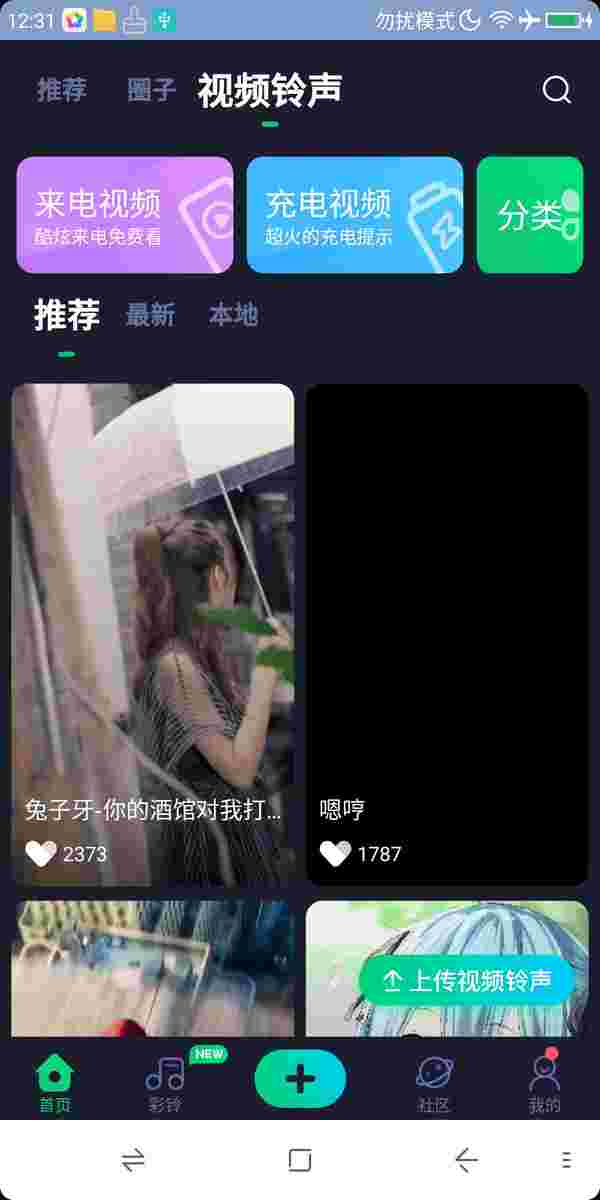 12:31 勿扰模式
推荐 圈子 视频铃声
来电视频 充电视频 分类
酷炫来电免费看 超火的充电提示
推荐 最新 本地
兔子牙-你的酒馆对我打... 嗯哼
2373 1787
上传视频铃声
NEW
首页 彩铃 社区 我的